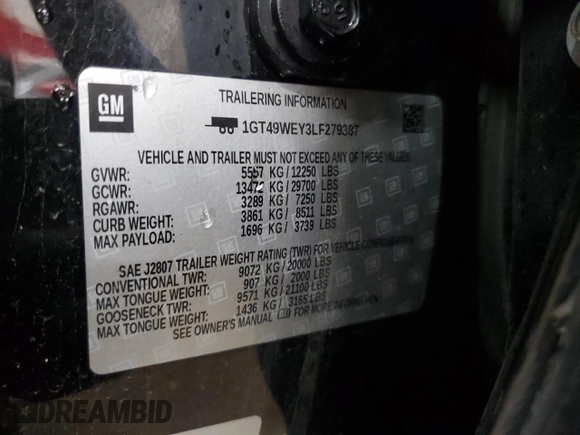 GM
TRAILERING INFORMATION
1GT49WEY3LF279387
VEHICLE AND TRAILER MUST NOT EXCEED ANY OF THESE VALUES.
GVWR: 5557 KG/12250 LBS
GCWR: 13472 KG/29700 LBS
RGAWR: 3289 KG/ 7250 LBS
CURB WEIGHT: 3861 KG/ 8511 LBS
MAX PAYLOAD: 1696 KG/ 3739 LBS
SAE J2807 TRAILER WEIGHT RATING (TWR) FOR VEHICLE CONFIGURATION
CONVENTIONAL TWR: 9072 KG/20000 LBS
MAX TONGUE WEIGHT: 907 KG/ 2000 LBS
GOOSENECK TWR: 9571 KG/21100 LBS
MAX TONGUE WEIGHT: 1436 KG/ 3165 LBS
SEE OWNER'S MANUAL FOR MORE INFORMATION.
DREAMBID